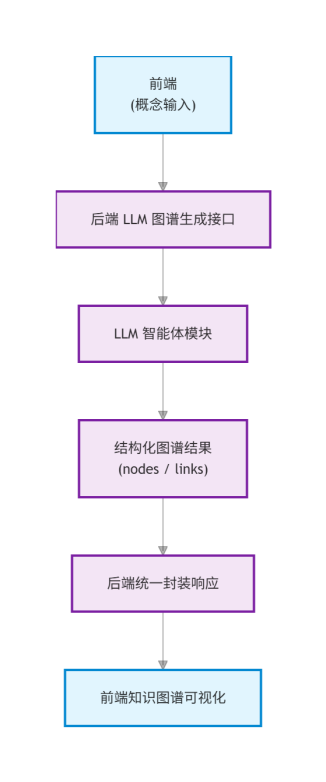 前端
(概念输入)
后端 LLM 图谱生成接口
LLM 智能体模块
结构化图谱结果
(nodes / links)
后端统一封装响应
前端知识图谱可视化